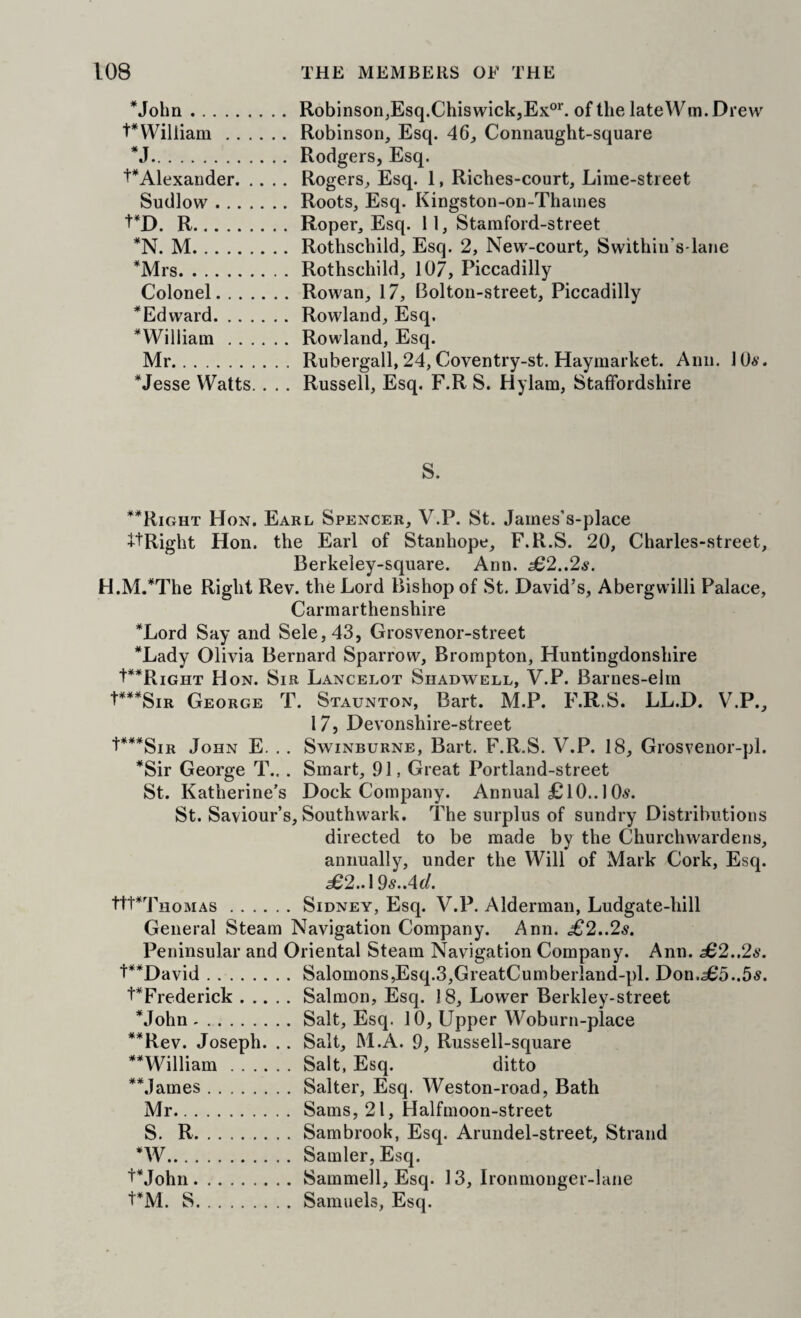 108 THE MEMBERS OF THE
*John . . . . . . . . . Robinson,Esq.Chiswick,Exor. of the lateWm. Drew
†*William . . . . . . Robinson, Esq. 46, Connaught-square
*J. . . . . . . . . . . . . Rodgers, Esq.
†*Alexander. . . . . Rogers, Esq. 1, Riches-court, Lime-street
Sudlow . . . . . . . Roots, Esq. Kingston-on-Thames
†*D. R. . . . . . . . . Roper, Esq. 11, Stamford-street
*N. M. . . . . . . . . . Rothschild, Esq. 2, New-court, Swithin's-lane
*Mrs. . . . . . . . . . Rothschild, 107, Piccadilly
Colonel. . . . . . . Rowan, 17, Bolton-street, Piccadilly
*Edward. . . . . . . Rowland, Esq.
*William . . . . . . Rowland, Esq.
Mr. . . . . . . . . . . Rubergall, 24, Coventry-st. Haymarket. Ann. 10s.
*Jesse Watts. . . . Russell, Esq. F.R S. Hylam, Staffordshire
S.
**Right Hon. Earl Spencer, V.P. St. James's-place
‡†Right Hon. the Earl of Stanhope, F.R.S. 20, Charles-street,
Berkeley-square. Ann. £2..2s.
H.M.*The Right Rev. the Lord Bishop of St. David's, Abergwilli Palace,
Carmarthenshire
*Lord Say and Sele, 43, Grosvenor-street
*Lady Olivia Bernard Sparrow, Brompton, Huntingdonshire
†**Right Hon. Sir Lancelot Shadwell, V.P. Barnes-elm
†***Sir George T. Staunton, Bart. M.P. F.R.S. LL.D. V.P.,
17, Devonshire-street
†***Sir John E. . . Swinburne, Bart. F.R.S. V.P. 18, Grosvenor-pl.
*Sir George T.. . Smart, 91, Great Portland-street
St. Katherine's Dock Company. Annual £10..10s.
St. Saviour's, Southwark. The surplus of sundry Distributions
directed to be made by the Churchwardens,
annually, under the Will of Mark Cork, Esq.
£2..19s..4d.
†††*Thomas . . . . . . Sidney, Esq. V.P. Alderman, Ludgate-hill
General Steam Navigation Company. Ann. £2..2s.
Peninsular and Oriental Steam Navigation Company. Ann. £2..2s.
†**David . . . . . . . . Salomons,Esq.3,GreatCumberland-pl. Don.£5..5s.
†*Frederick . . . . . Salmon, Esq. 18, Lower Berkley-street
*John . . . . . . . . . Salt, Esq. 10, Upper Woburn-place
**Rev. Joseph. . . Salt, M.A. 9, Russell-square
**William . . . . . . Salt, Esq. ditto
**James . . . . . . . . Salter, Esq. Weston-road, Bath
Mr. . . . . . . . . . . Sams, 21, Halfmoon-street
S. R. . . . . . . . . Sambrook, Esq. Arundel-street, Strand
*W. . . . . . . . . . . . Samler, Esq.
†*John. . . . . . . . . Sammell, Esq. 13, Ironmonger-lane
†*M. S. . . . . . . . . Samuels, Esq.